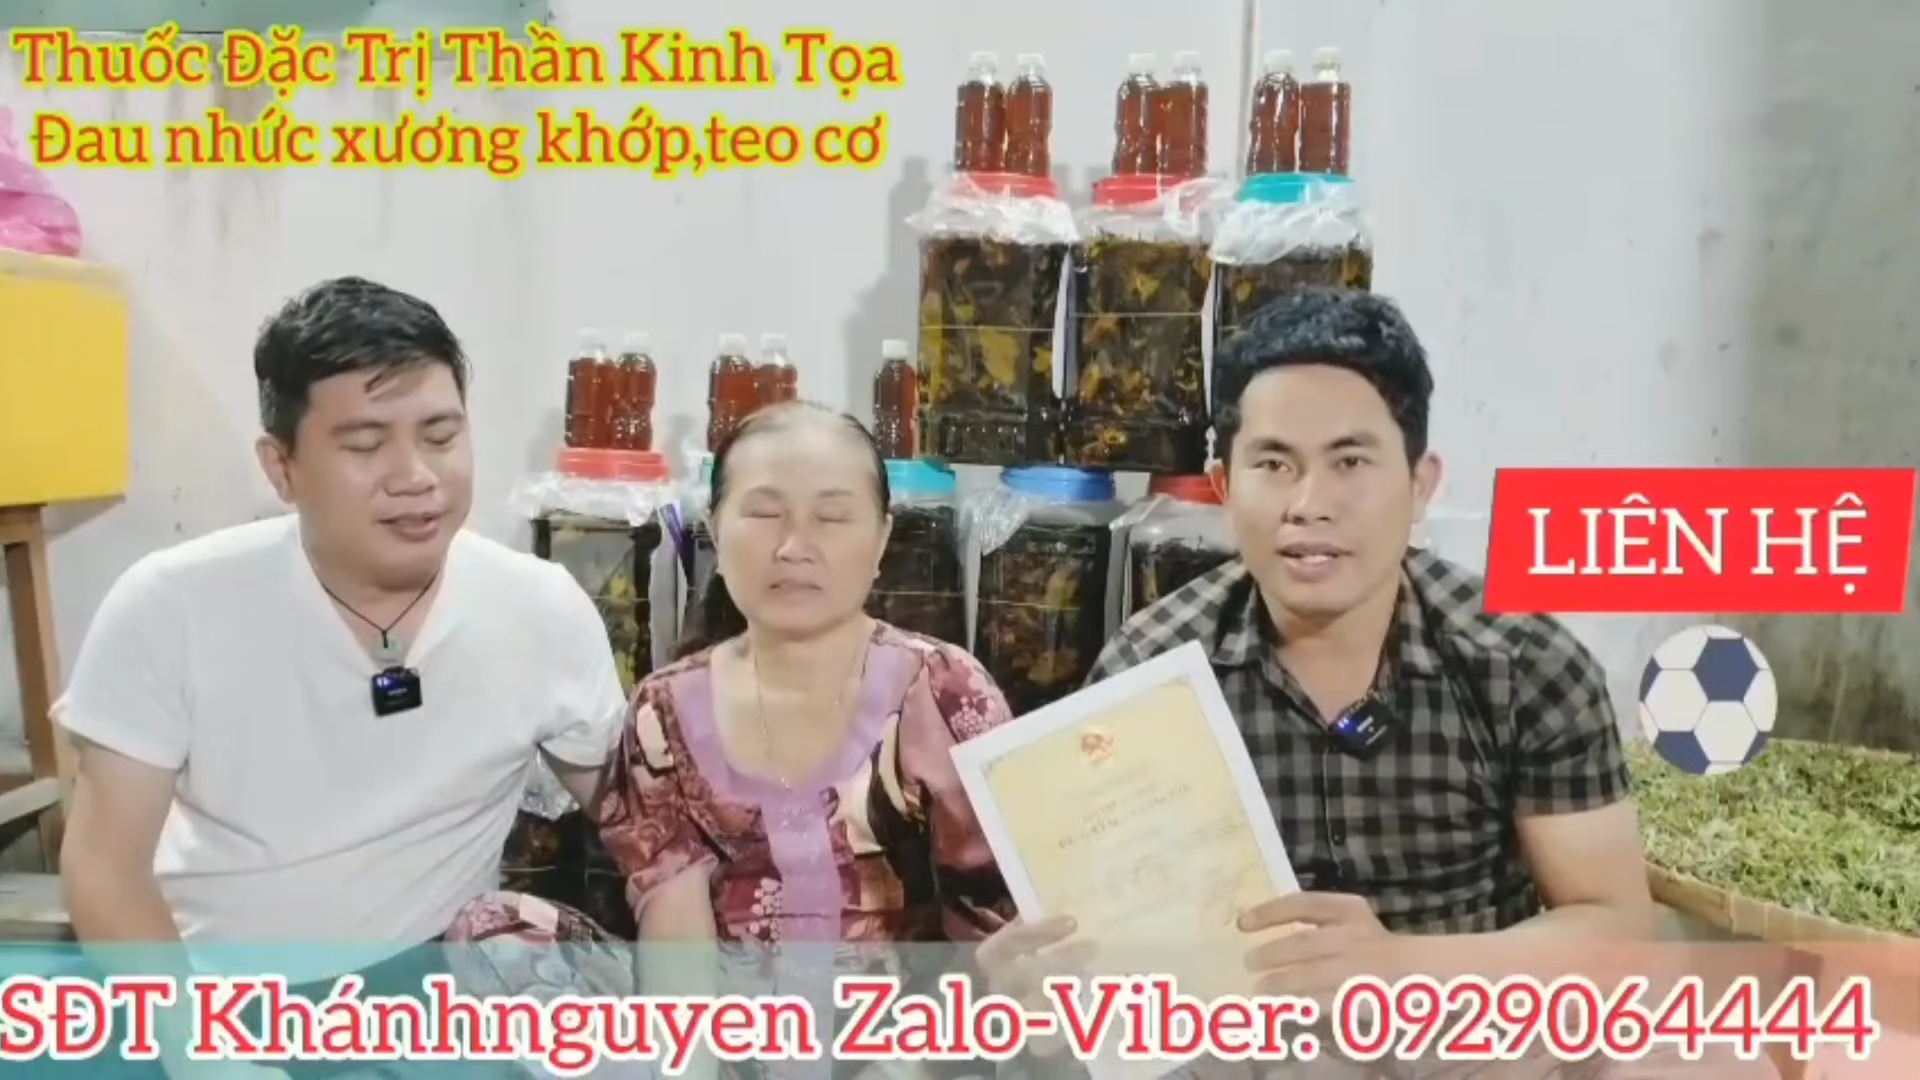 Thuốc Đặc Trị Thần Kinh Tọa
Đau nhức xương khớp,teo cơ
LIÊN HỆ
SĐT Khánhnguyen Zalo-Viber: 0929064444